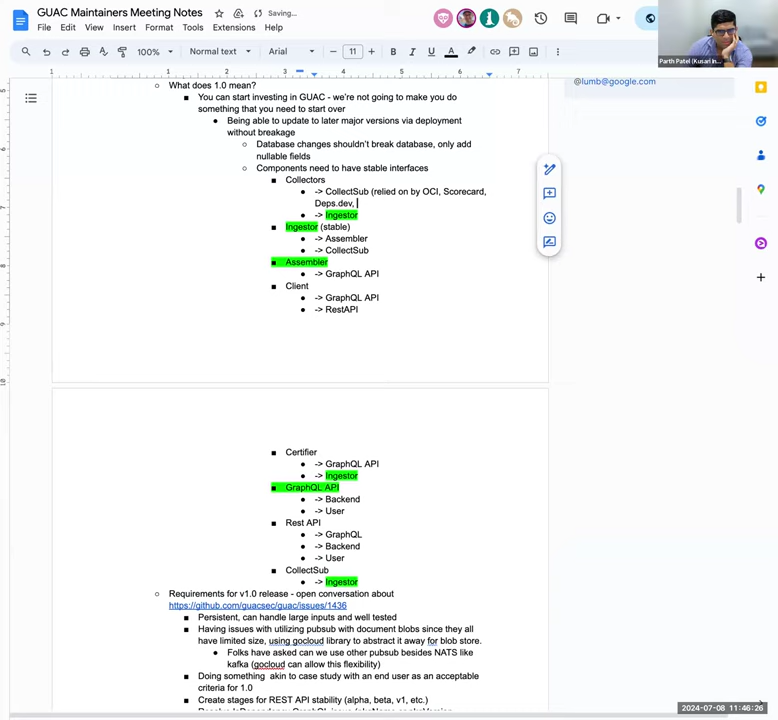 GUAC Maintainers Meeting Notes
Saving...
File Edit View Insert Format Tools Extensions Help
100% Normal text Arial 11 B I U A
Parth Patel (Kusari In...
1 1 2 3 4 5 6 7
@lumb@google.com
What does 1.0 mean?
You can start investing in GUAC - we're not going to make you do
something that you need to start over
Being able to update to later major versions via deployment
without breakage
Database changes shouldn't break database, only add
nullable fields
Components need to have stable interfaces
Collectors
-> CollectSub (relied on by OCI, Scorecard,
Deps.dev,
-> Ingestor
Ingestor (stable)
-> Assembler
-> CollectSub
Assembler
-> GraphQL API
Client
-> GraphQL API
-> RestAPI
Certifier
-> GraphQL API
-> Ingestor
GraphQL API
-> Backend
-> User
Rest API
-> GraphQL
-> Backend
-> User
CollectSub
-> Ingestor
Requirements for v1.0 release - open conversation about
https://github.com/guacsec/guac/issues/1436
Persistent, can handle large inputs and well tested
Having issues with utilizing pubsub with document blobs since they all
have limited size, using gocloud library to abstract it away for blob store.
Folks have asked can we use other pubsub besides NATS like
kafka (gocloud can allow this flexibility)
Doing something akin to case study with an end user as an acceptable
criteria for 1.0
Create stages for REST API stability (alpha, beta, v1, etc.)
2024-07-08 11:46:26